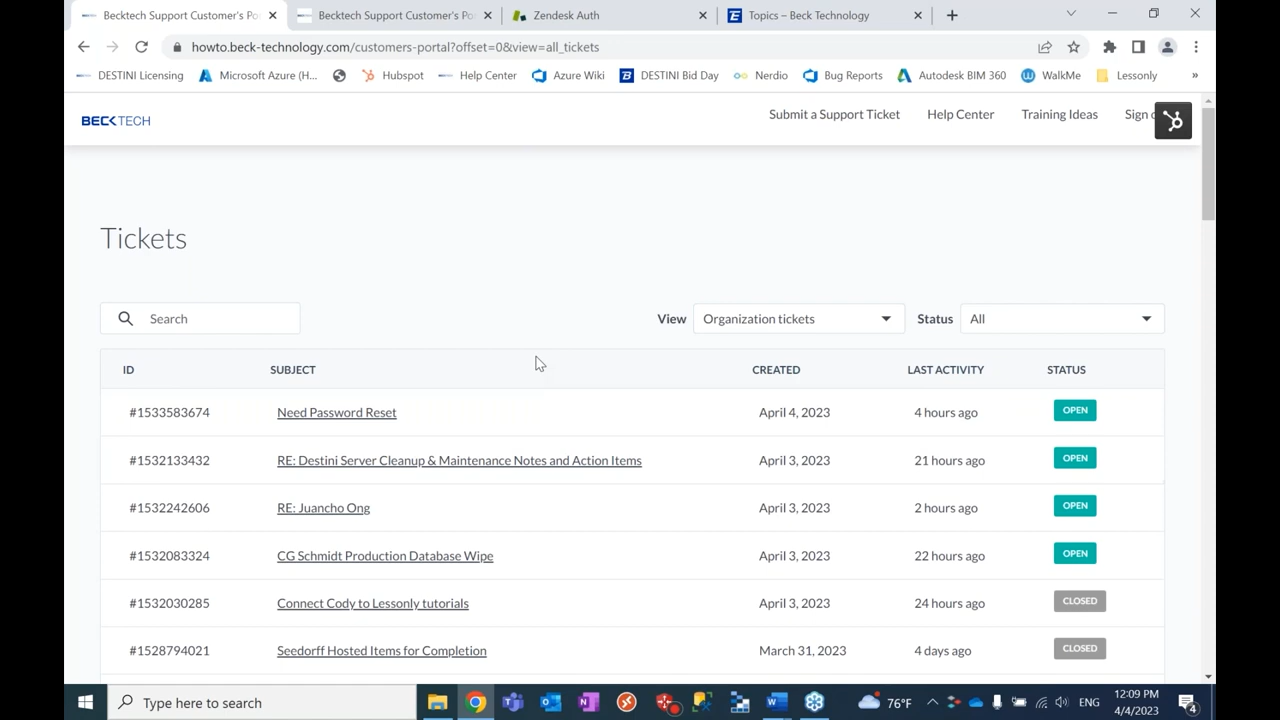 Becktech Support Customer's Po
Becktech Support Customer's Po
Zendesk Auth
Topics – Beck Technology
howto.beck-technology.com/customers-portal?offset=0&view=all_tickets
DESTINI Licensing
Microsoft Azure (H...
Hubspot
Help Center
Azure Wiki
DESTINI Bid Day
Nerdio
Bug Reports
Autodesk BIM 360
WalkMe
Lessonly
»
BECKTECH
Submit a Support Ticket
Help Center
Training Ideas
Sign
Tickets
Search
View
Organization tickets
Status
All
ID SUBJECT CREATED LAST ACTIVITY STATUS
#1533583674 Need Password Reset April 4, 2023 4 hours ago OPEN
#1532133432 RE: Destini Server Cleanup & Maintenance Notes and Action Items April 3, 2023 21 hours ago OPEN
#1532242606 RE: Juancho Ong April 3, 2023 2 hours ago OPEN
#1532083324 CG Schmidt Production Database Wipe April 3, 2023 22 hours ago OPEN
#1532030285 Connect Cody to Lessonly tutorials April 3, 2023 24 hours ago CLOSED
#1528794021 Seedorff Hosted Items for Completion March 31, 2023 4 days ago CLOSED
Type here to search
76°F
ENG
12:09 PM
4/4/2023
4